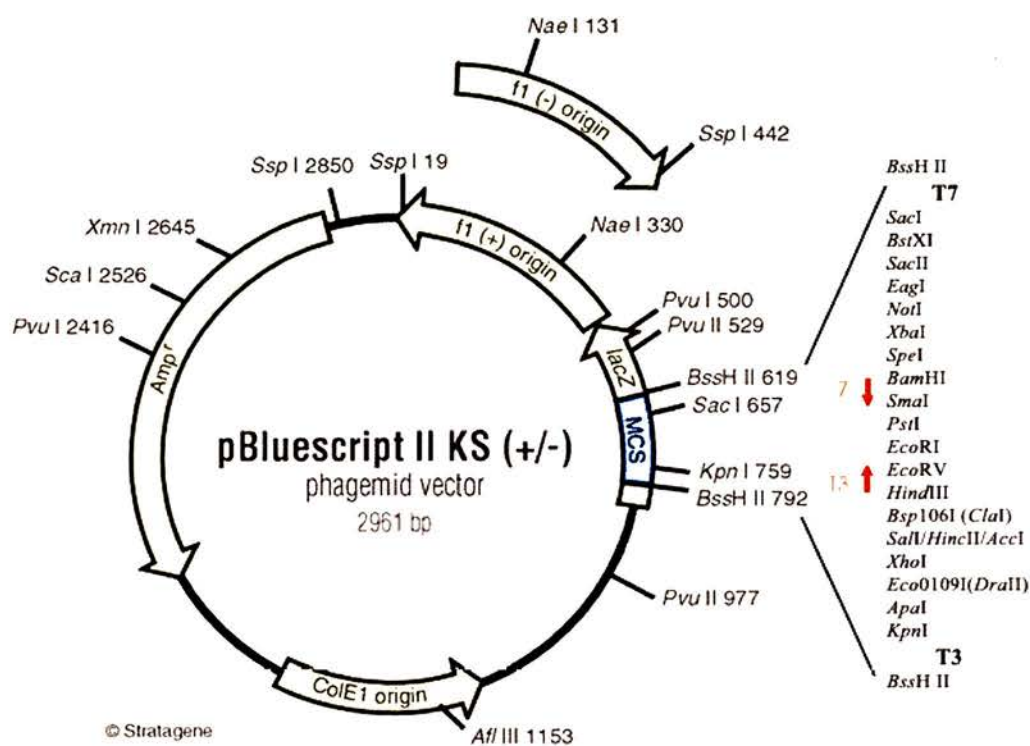 Nae I 131
f1 (-) origin
Ssp I 442
Ssp I 2850
Ssp I 19
Xmn I 2645
Nae I 330
f1 (+) origin
Sca I 2526
Pvu I 500
Pvu II 529
Pvu I 2416
Amp r
lacZ
BssH II 619
Sac I 657
MCS
pBluescript II KS (+/-)
phagemid vector
2961 bp
Kpn I 759
BssH II 792
Pvu II 977
ColE1 origin
Afl III 1153
© Stratagene
BssH II
T7
SacI
BstXI
SacII
EagI
NotI
XbaI
SpeI
BamHI
7
SmaI
PstI
EcoRI
EcoRV
13
HindIII
Bsp106I (ClaI)
SalI/HincII/AccI
XhoI
Eco0109I(DraII)
ApaI
KpnI
T3
BssH II